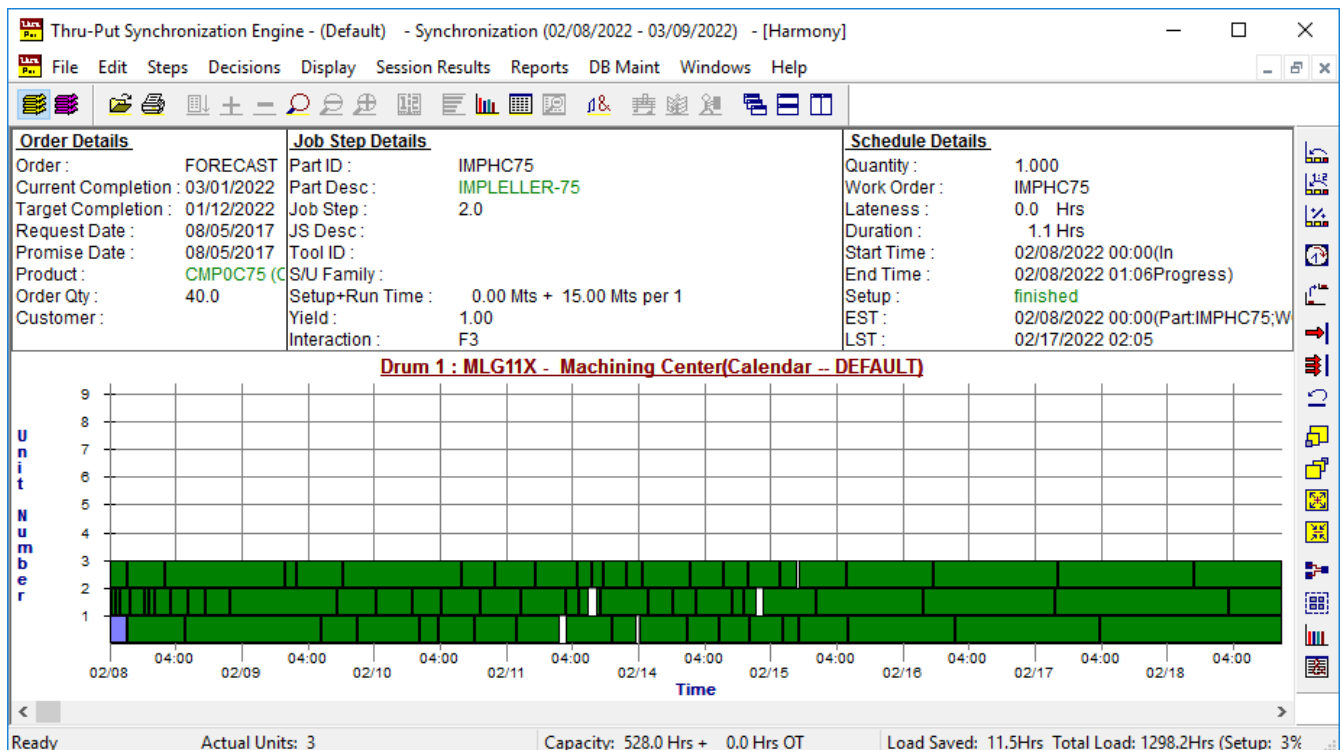 Thru-Put Synchronization Engine - (Default) - Synchronization (02/08/2022 - 03/09/2022) - [Harmony]
File Edit Steps Decisions Display Session Results Reports DB Maint Windows Help
Order Details Job Step Details Schedule Details
Order : FORECAST Part ID : IMPHC75 Quantity : 1.000
Current Completion : 03/01/2022 Part Desc : IMPLELLER-75 Work Order : IMPHC75
Target Completion : 01/12/2022 Job Step : 2.0 Lateness : 0.0 Hrs
Request Date : 08/05/2017 JS Desc : Duration : 1.1 Hrs
Promise Date : 08/05/2017 Tool ID : Start Time : 02/08/2022 00:00(In
Product : CMP0C75 (C S/U Family : End Time : 02/08/2022 01:06Progress)
Order Qty : 40.0 Setup+Run Time : 0.00 Mts + 15.00 Mts per 1 Setup : finished
Customer : Yield : 1.00 EST : 02/08/2022 00:00(Part:IMPHC75;W
Interaction : F3 LST : 02/17/2022 02:05
Drum 1 : MLG11X - Machining Center(Calendar -- DEFAULT)
Unit Number
9
8
7
6
5
4
3
2
1
04:00 04:00 04:00 04:00 04:00 04:00 04:00 04:00 04:00
02/08 02/09 02/10 02/11 02/14 02/15 02/16 02/17 02/18
Time
Ready Actual Units: 3 Capacity: 528.0 Hrs + 0.0 Hrs OT Load Saved: 11.5Hrs Total Load: 1298.2Hrs (Setup: 3%